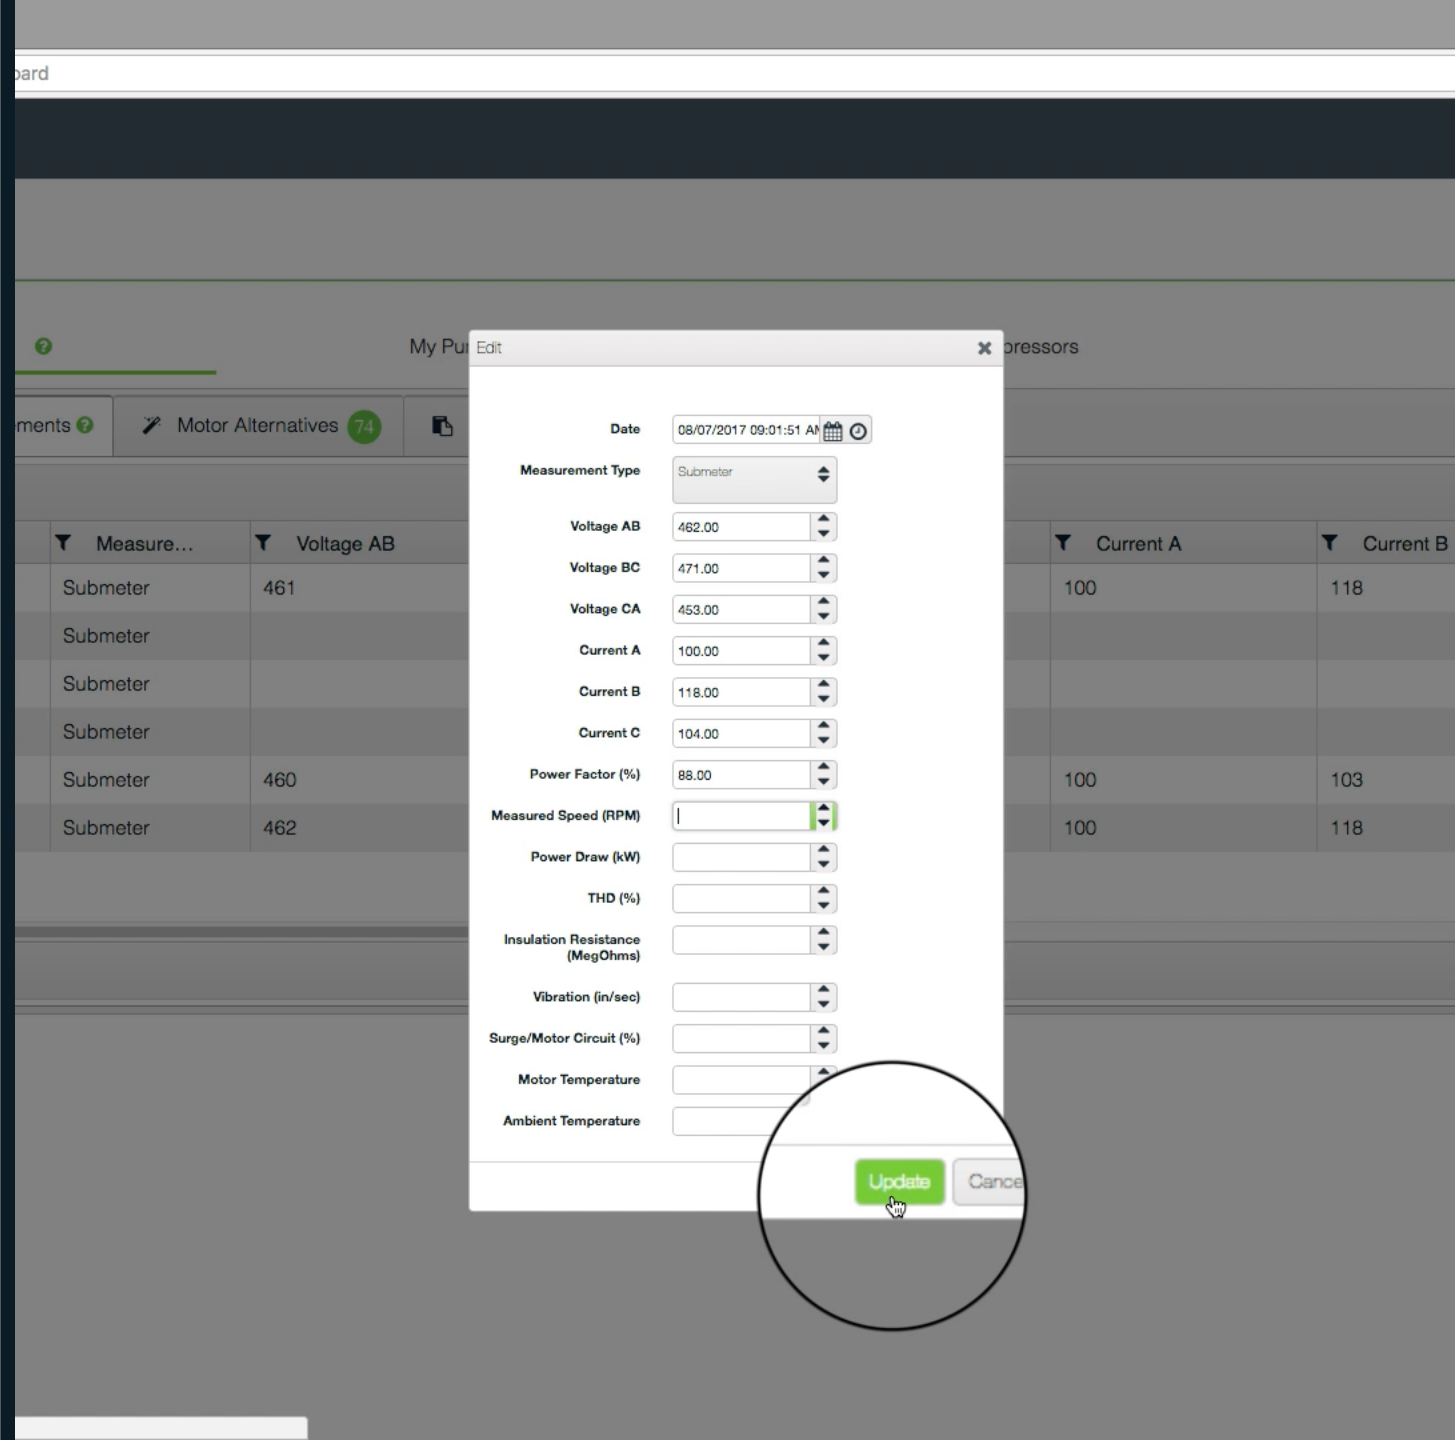 oard
My Pu
pressors
Edit
ments
Motor Alternatives 74
Measure...
Voltage AB
Current A
Current B
Submeter 461 100 118
Submeter
Submeter
Submeter
Submeter 460 100 103
Submeter 462 100 118
Date 08/07/2017 09:01:51 AM
Measurement Type Submeter
Voltage AB 462.00
Voltage BC 471.00
Voltage CA 453.00
Current A 100.00
Current B 118.00
Current C 104.00
Power Factor (%) 88.00
Measured Speed (RPM)
Power Draw (kW)
THD (%)
Insulation Resistance
(MegOhms)
Vibration (in/sec)
Surge/Motor Circuit (%)
Motor Temperature
Ambient Temperature
Update Cance